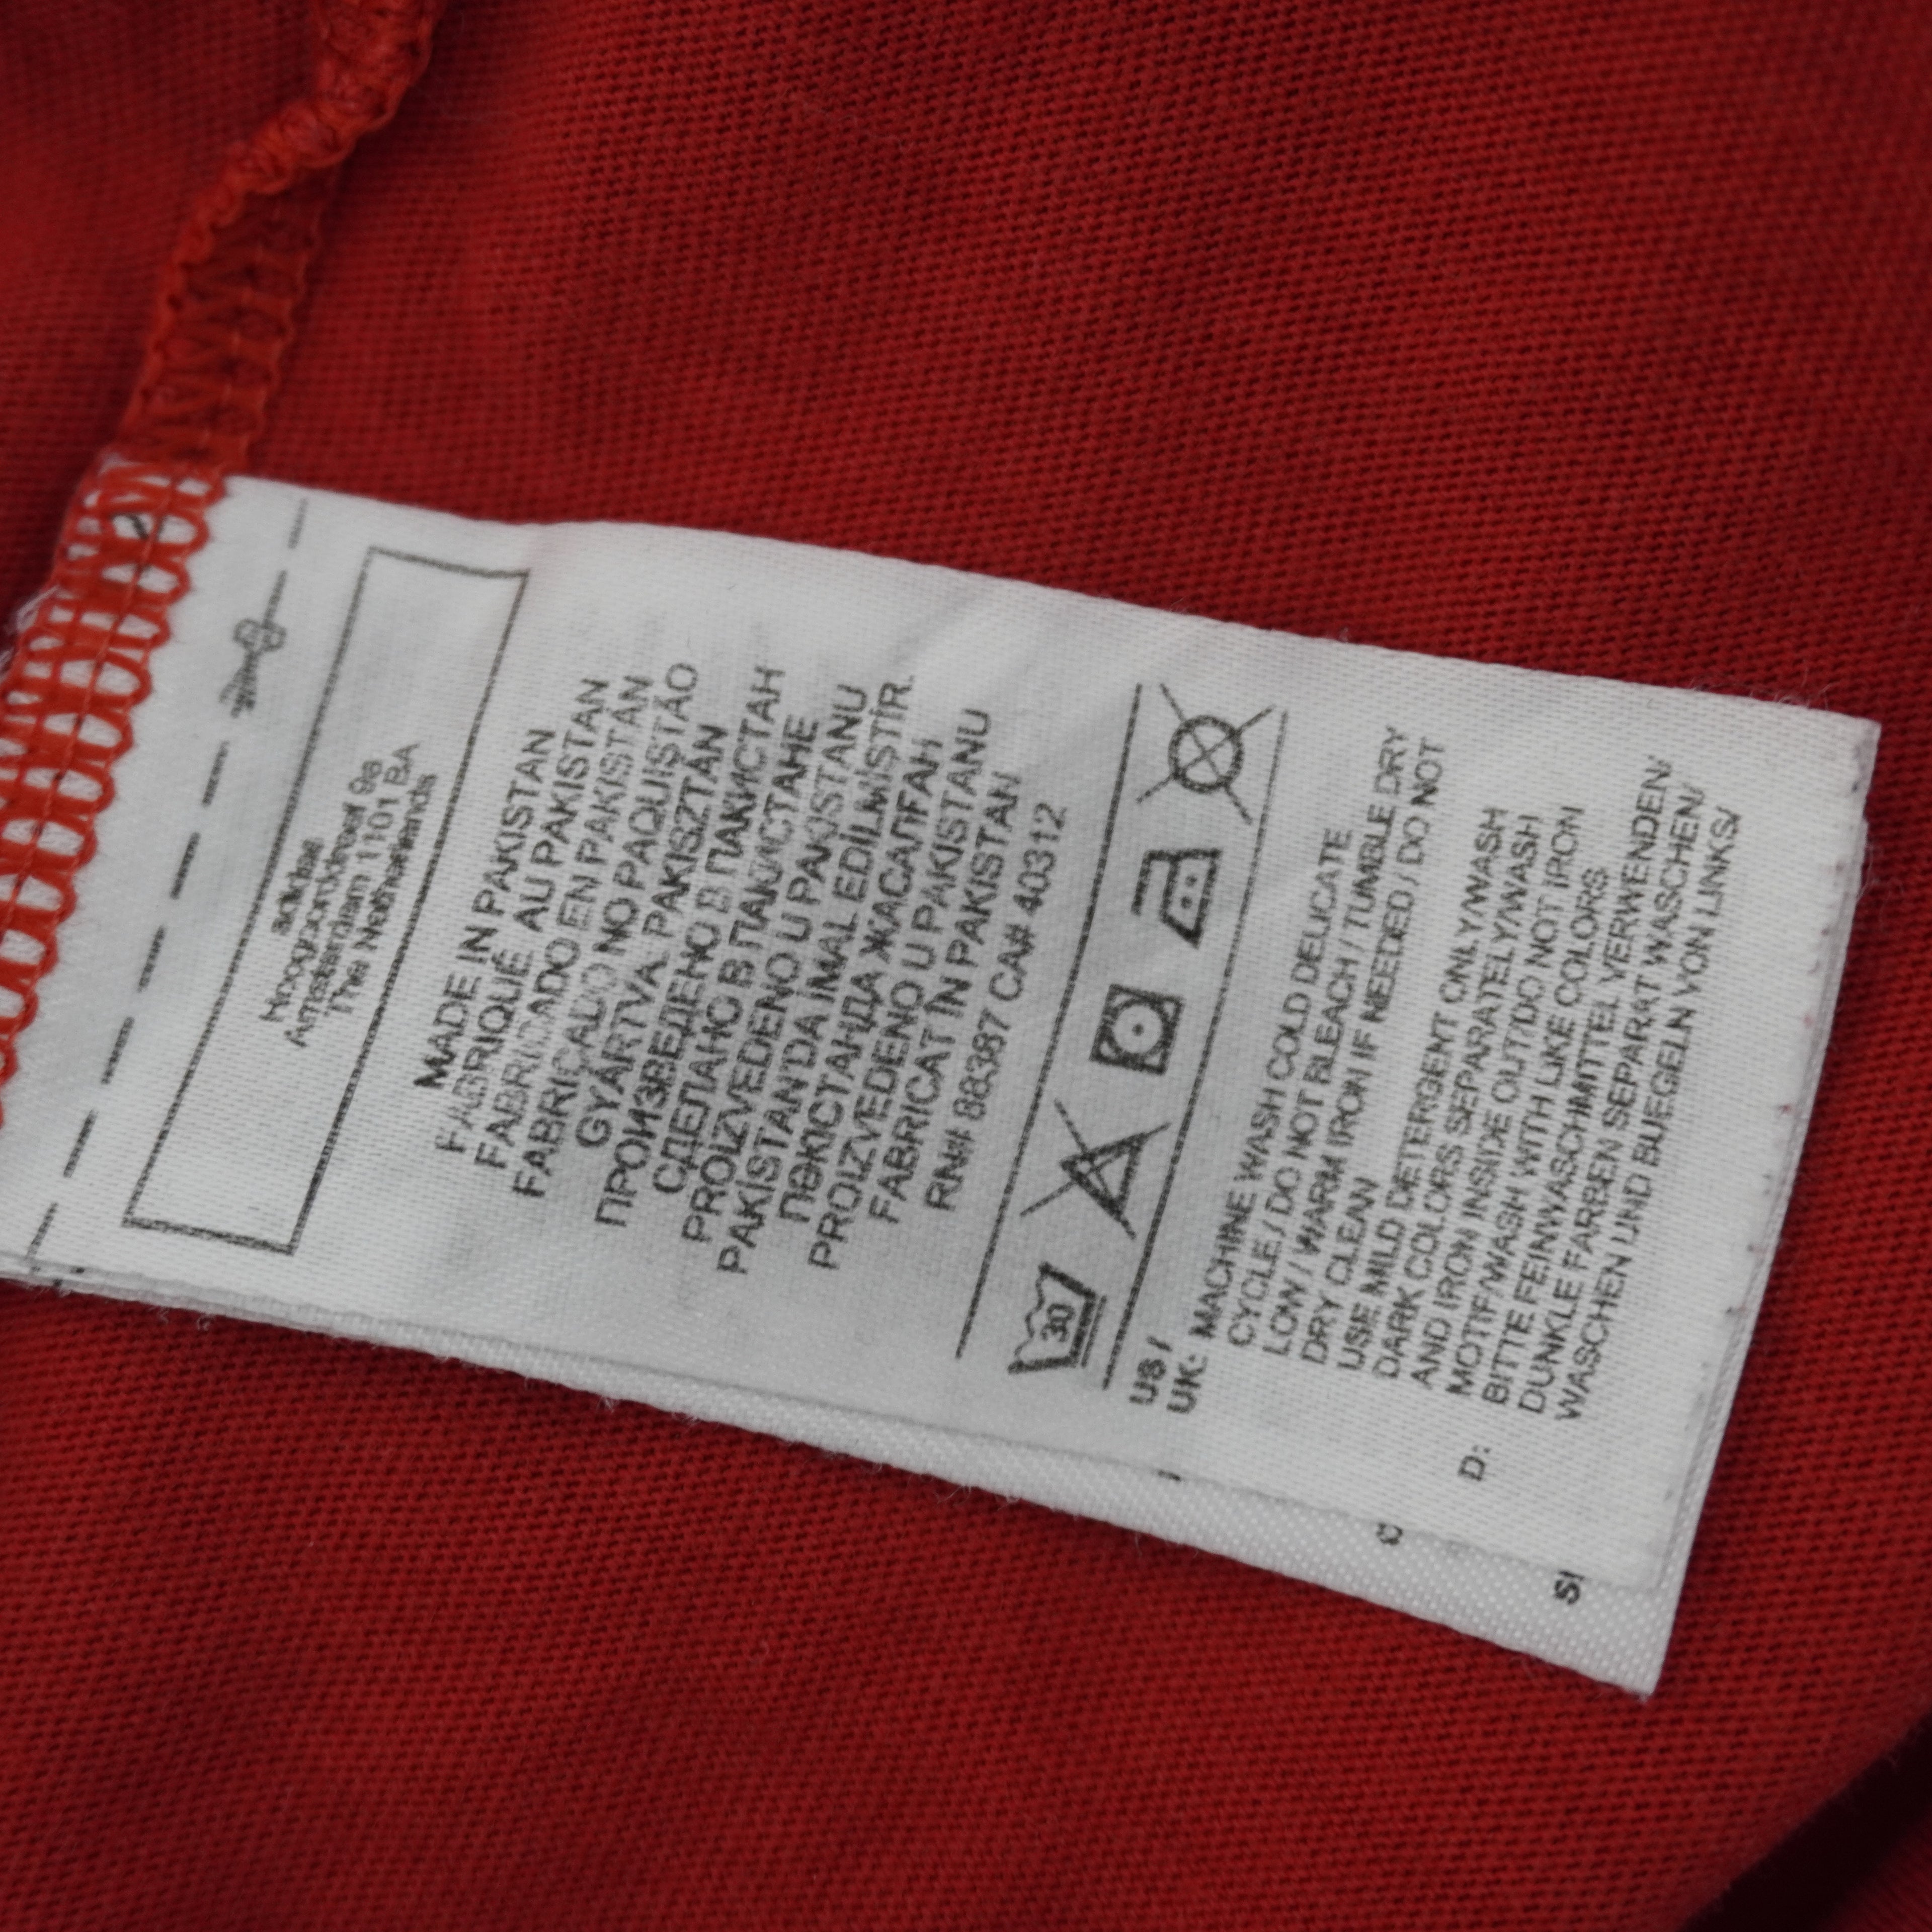 adidas
Hoogoorddreef 9a
Amsterdam 1101 BA
The Netherlands
MADE IN PAKISTAN
FABRIQUÉ AU PAKISTAN
FABRICADO EN PAKISTÁN
FABRICADO NO PAQUISTÃO
GYÁRTVA: PAKISZTÁN
ПРОИЗВЕДЕНО В ПАКИСТАН
СДЕЛАНО В ПАКИСТАНЕ
PROIZVEDENO U PAKISTANU
PAKİSTAN'DA İMAL EDİLMİŞTİR.
ПӘКІСТАНДА ЖАСАЛҒАН
PROIZVEDENO U PAKISTANU
FABRICAT ÎN PAKISTAN
RN# 88387 CA# 40312
30
US /
UK: MACHINE WASH COLD DELICATE
CYCLE / DO NOT BLEACH / TUMBLE DRY
LOW / WARM IRON IF NEEDED / DO NOT
DRY CLEAN
USE MILD DETERGENT ONLY/WASH
DARK COLORS SEPARATELY/WASH
AND IRON INSIDE OUT/DO NOT IRON
MOTIF/WASH WITH LIKE COLORS
D: BITTE FEINWASCHMITTEL VERWENDEN/
DUNKLE FARBEN SEPARAT WASCHEN/
WASCHEN UND BUEGELN VON LINKS/